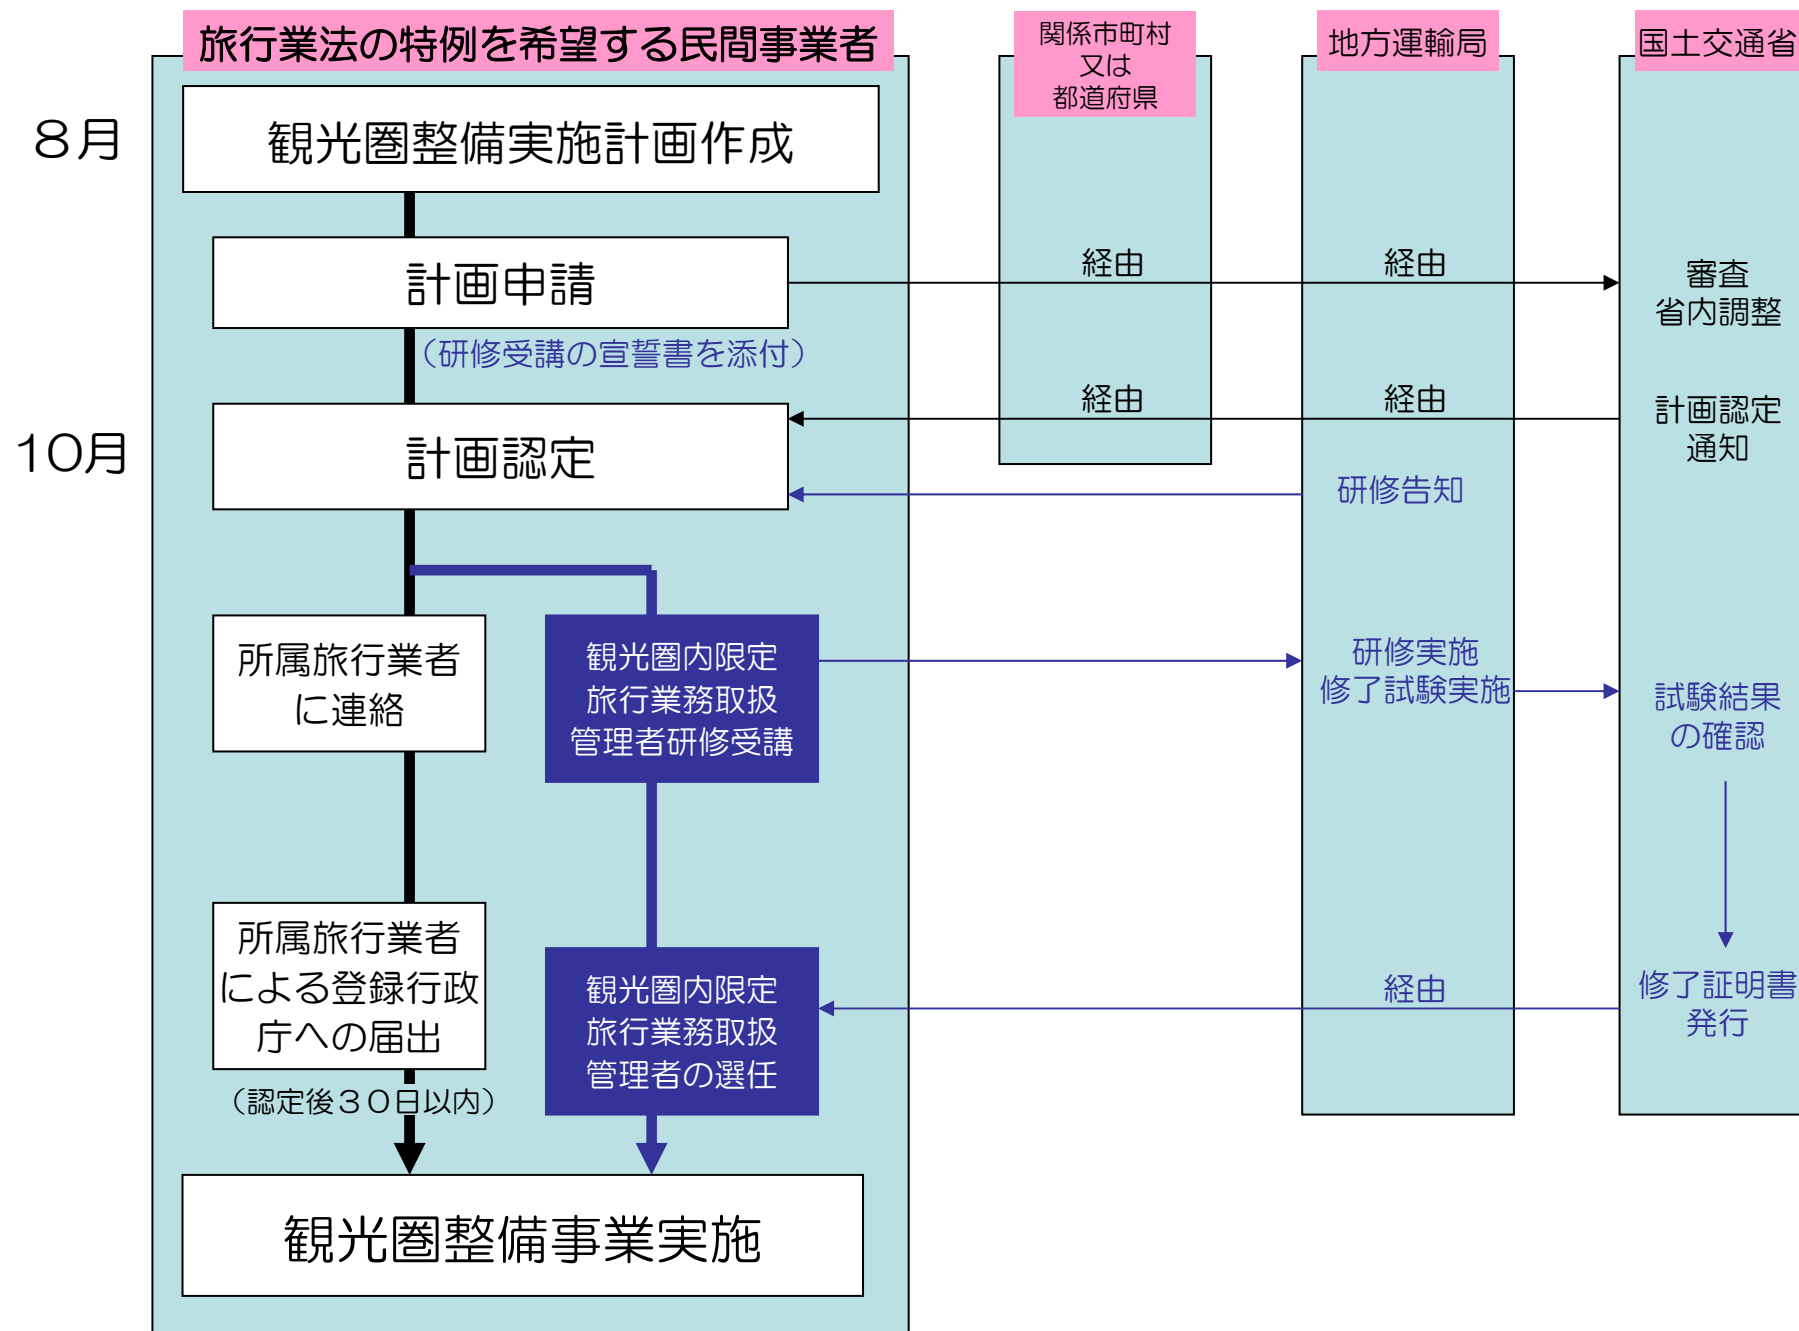 旅行業法の特例を希望する民間事業者
関係市町村
又は
都道府県
地方運輸局
国土交通省
8月
観光圏整備実施計画作成
計画申請
経由
経由
審査
省内調整
（研修受講の宣誓書を添付）
10月
計画認定
経由
経由
計画認定
通知
研修告知
所属旅行業者
に連絡
観光圏内限定
旅行業務取扱
管理者研修受講
研修実施
修了試験実施
試験結果
の確認
所属旅行業者
による登録行政
庁への届出
（認定後30日以内）
観光圏内限定
旅行業務取扱
管理者の選任
経由
修了証明書
発行
観光圏整備事業実施